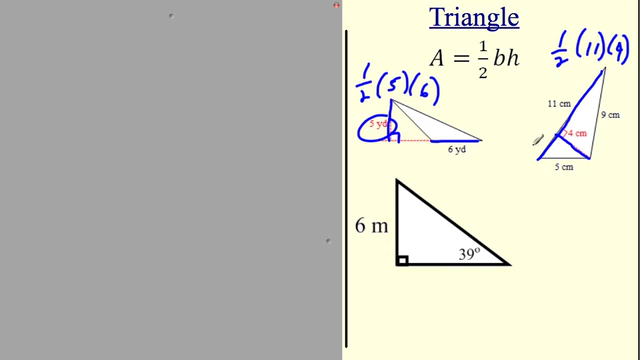 Triangle
A = 1/2 bh
1/2 (5)(6)
1/2 (11)(4)
5 yd
6 yd
11 cm
9 cm
4 cm
5 cm
6 m
39°